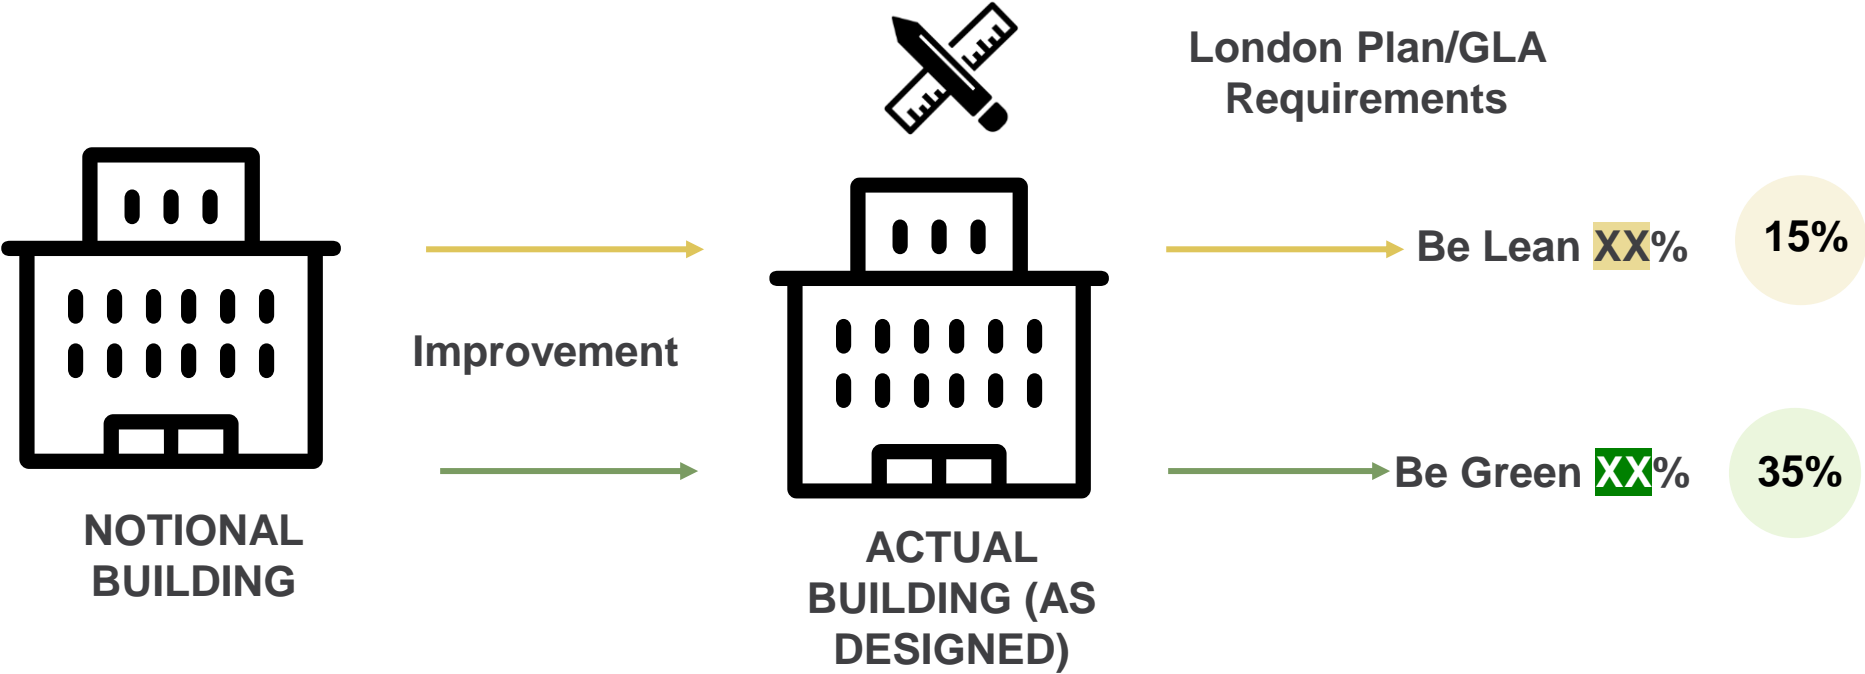 London Plan/GLA
Requirements
Be Lean XX%
15%
Improvement
Be Green XX%
35%
NOTIONAL
BUILDING
ACTUAL
BUILDING (AS
DESIGNED)